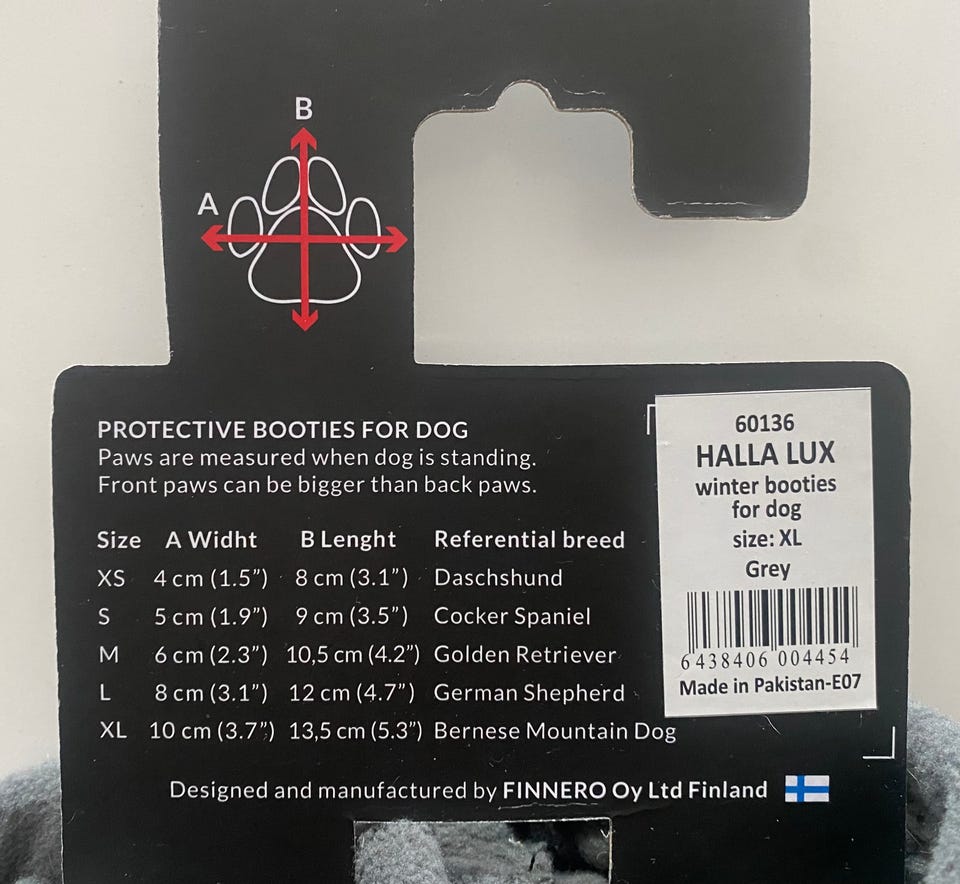 B
A
PROTECTIVE BOOTIES FOR DOG
Paws are measured when dog is standing.
Front paws can be bigger than back paws.
Size A Widht B Lenght Referential breed
XS 4 cm (1.5”) 8 cm (3.1”) Daschshund
S 5 cm (1.9”) 9 cm (3.5”) Cocker Spaniel
M 6 cm (2.3”) 10,5 cm (4.2”) Golden Retriever
L 8 cm (3.1”) 12 cm (4.7”) German Shepherd
XL 10 cm (3.7”) 13,5 cm (5.3”) Bernese Mountain Dog
Designed and manufactured by FINNERO Oy Ltd Finland
60136
HALLA LUX
winter booties
for dog
size: XL
Grey
6 438406 004454
Made in Pakistan-E07